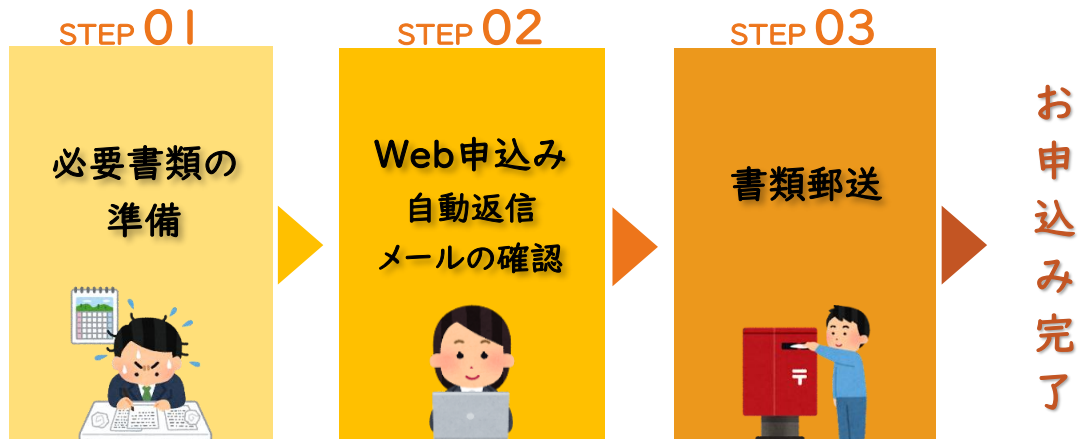 STEP 01
必要書類の
準備
STEP 02
Web申込み
自動返信
メールの確認
STEP 03
書類郵送
お申込み完了